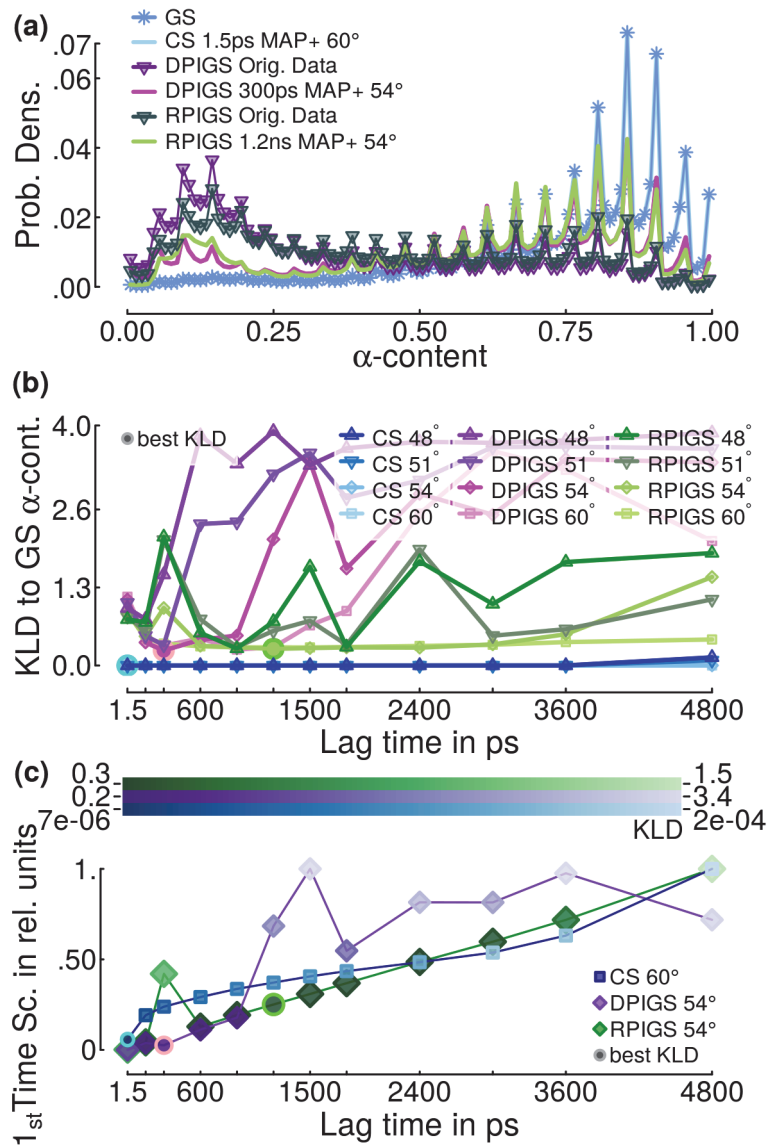 (a)
GS
CS 1.5ps MAP+ 60°
DPIGS Orig. Data
DPIGS 300ps MAP+ 54°
RPIGS Orig. Data
RPIGS 1.2ns MAP+ 54°
Prob. Dens.
.07
.06
.04
.02
.00
0.00 0.25 0.50 0.75 1.00
α-content
(b)
KLD to GS α-cont.
4.0
2.6
1.3
0.0
best KLD
CS 48° DPIGS 48° RPIGS 48°
CS 51° DPIGS 51° RPIGS 51°
CS 54° DPIGS 54° RPIGS 54°
CS 60° DPIGS 60° RPIGS 60°
1.5 600 1500 2400 3600 4800
Lag time in ps
(c)
0.3 1.5
0.2 3.4
7e-06 KLD 2e-04
1stTime Sc. in rel. units
1.
.50
0
CS 60°
DPIGS 54°
RPIGS 54°
best KLD
1.5 600 1500 2400 3600 4800
Lag time in ps